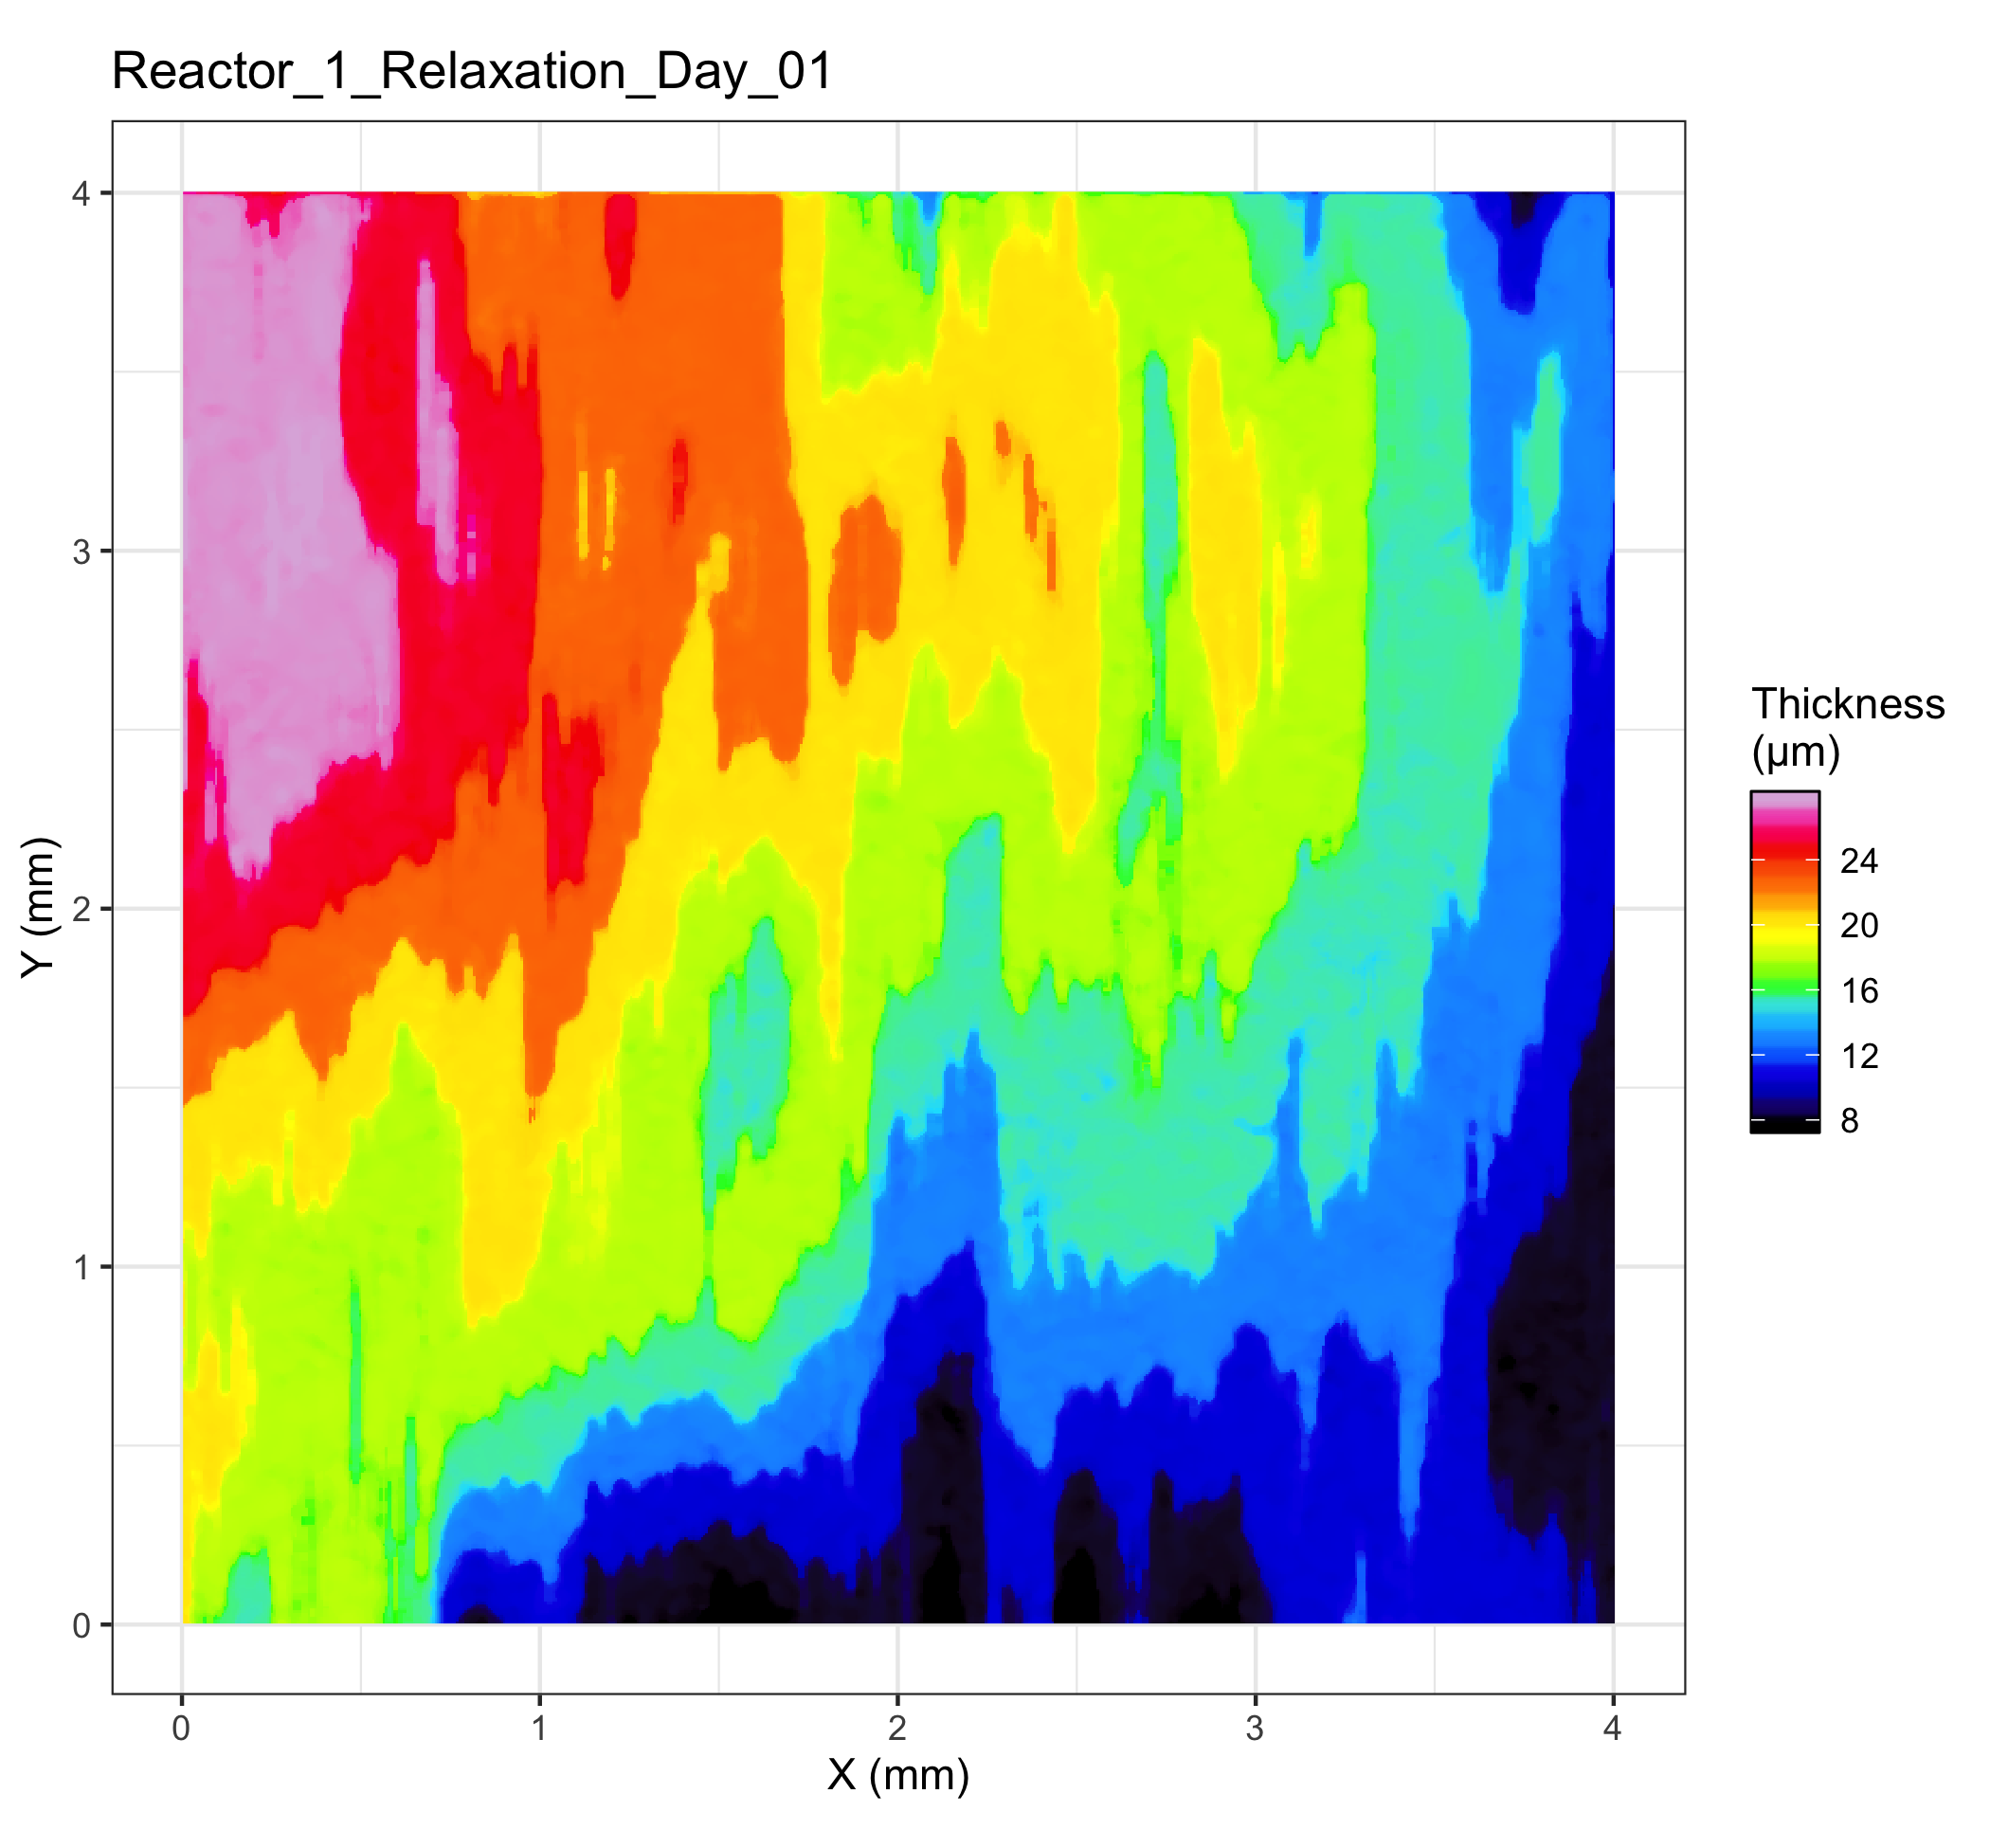 Reactor_1_Relaxation_Day_01
4
3
2
1
0
Y (mm)
0 1 2 3 4
X (mm)
Thickness
(µm)
24
20
16
12
8